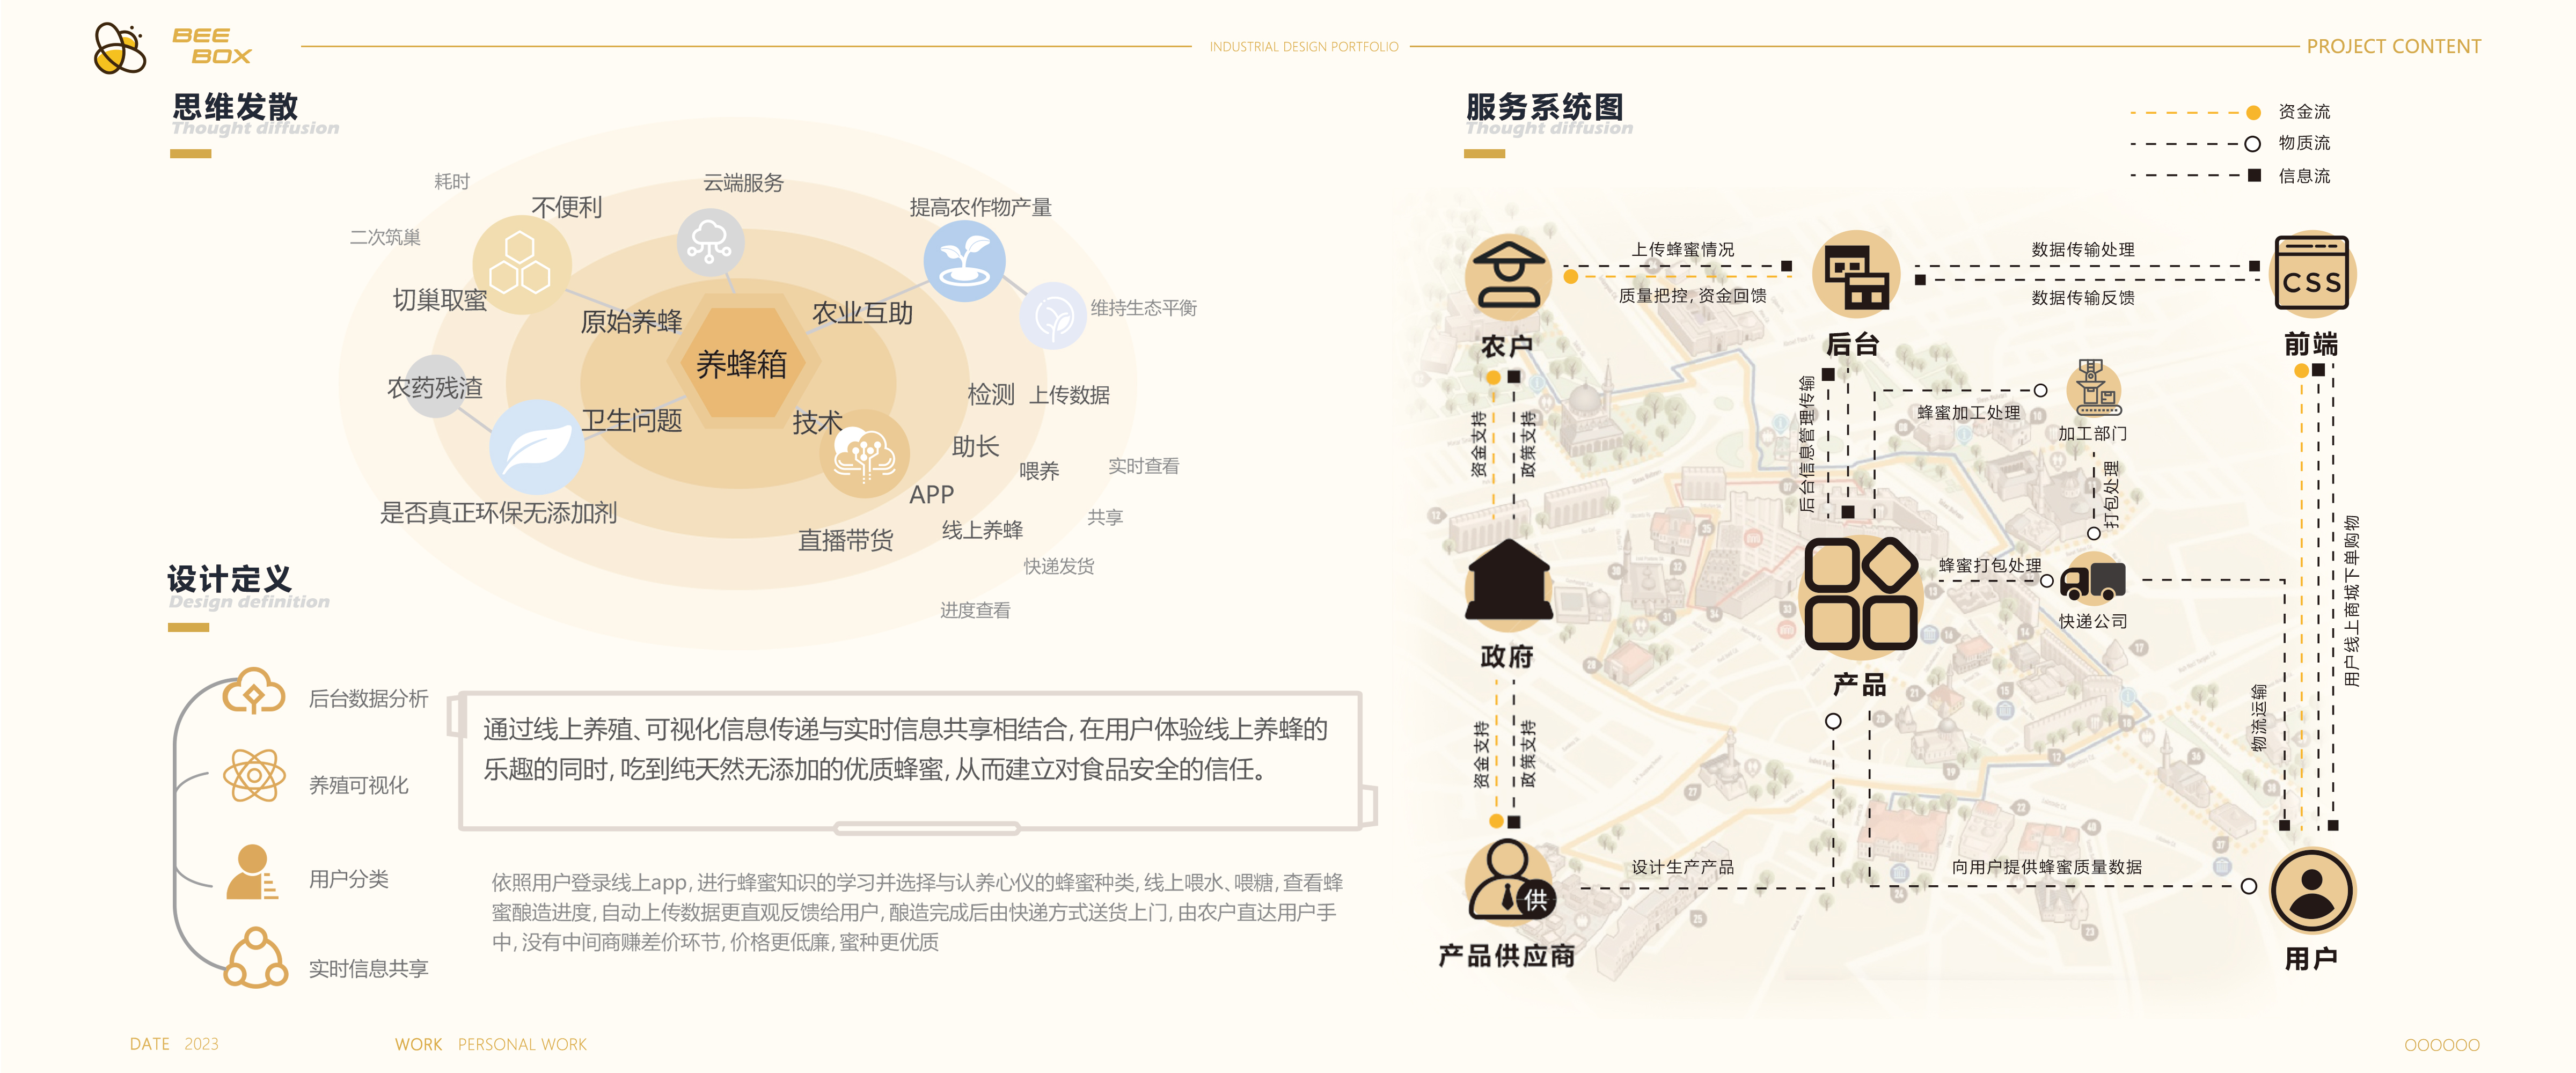 BEE
BOX
INDUSTRIAL DESIGN PORTFOLIO
PROJECT CONTENT
思维发散
Thought diffusion
耗时
不便利
云端服务
提高农作物产量
二次筑巢
切巢取蜜
原始养蜂
农业互助
维持生态平衡
养蜂箱
农药残渣
卫生问题
技术
检测
上传数据
助长
喂养
实时查看
APP
是否真正环保无添加剂
共享
线上养蜂
直播带货
快递发货
进度查看
设计定义
Design definition
后台数据分析
养殖可视化
用户分类
实时信息共享
通过线上养殖、可视化信息传递与实时信息共享相结合,在用户体验线上养蜂的
乐趣的同时,吃到纯天然无添加的优质蜂蜜,从而建立对食品安全的信任。
依照用户登录线上app,进行蜂蜜知识的学习并选择与认养心仪的蜂蜜种类,线上喂水、喂糖,查看蜂
蜜酿造进度,自动上传数据更直观反馈给用户,酿造完成后由快递方式送货上门,由农户直达用户手
中,没有中间商赚差价环节,价格更低廉,蜜种更优质
服务系统图
Thought diffusion
资金流
物质流
信息流
上传蜂蜜情况
质量把控,资金回馈
数据传输处理
数据传输反馈
CSS
农户
后台
前端
资金支持
政策支持
后台信息管理传输
蜂蜜加工处理
加工部门
打包处理
蜂蜜打包处理
快递公司
用户线上商城下单购物
物流运输
政府
产品
资金支持
政策支持
设计生产产品
向用户提供蜂蜜质量数据
供
产品供应商
用户
DATE 2023
WORK PERSONAL WORK
OOOOOO